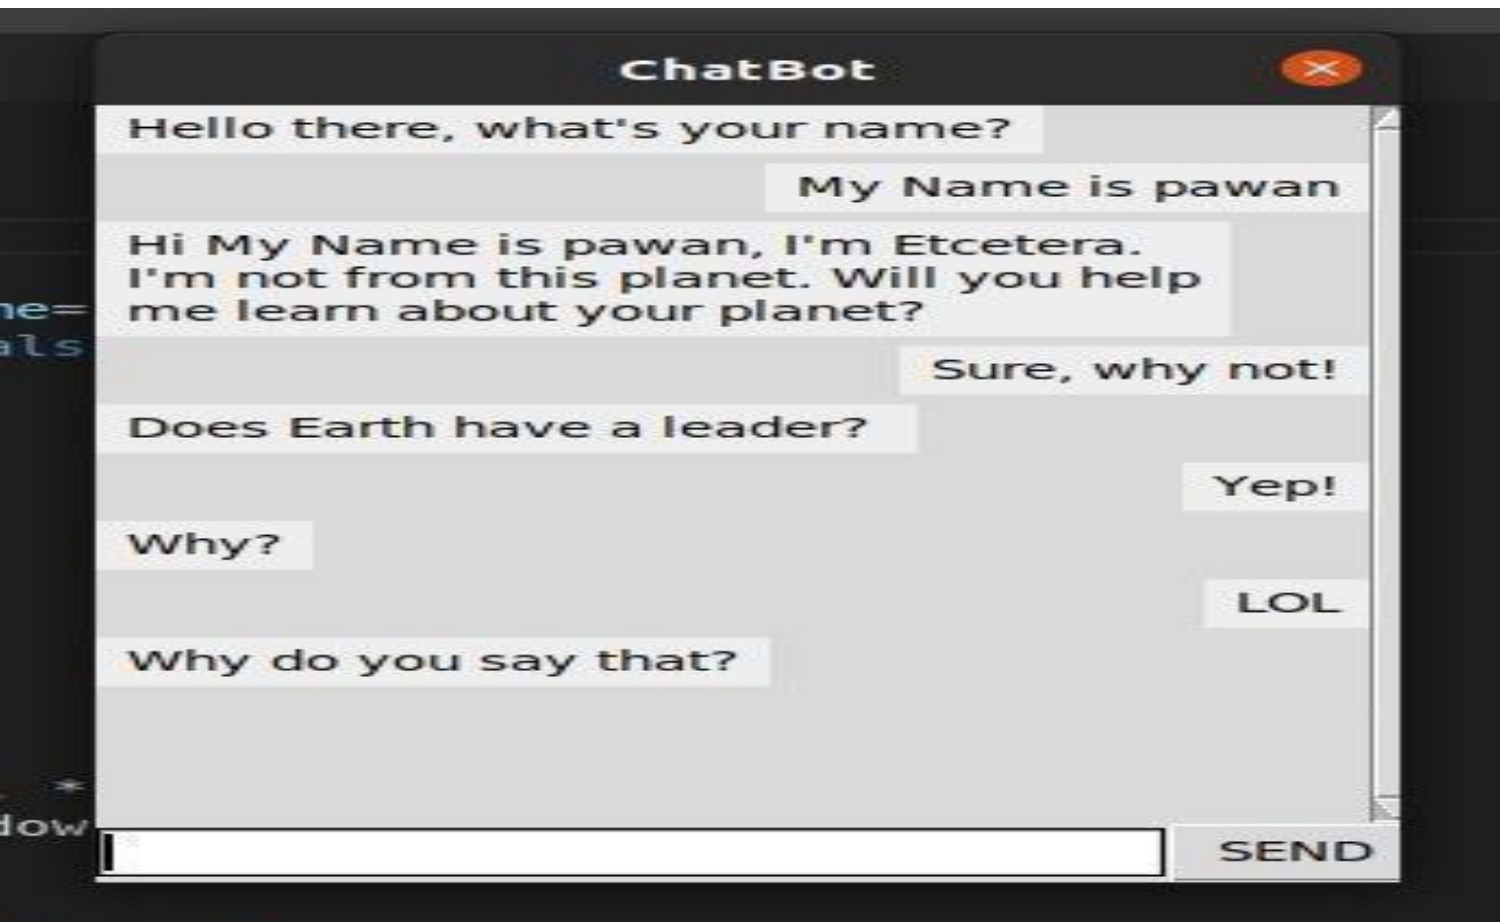 ChatBot
Hello there, what's your name?
My Name is pawan
Hi My Name is pawan, I'm Etcetera.
I'm not from this planet. Will you help
me learn about your planet?
Sure, why not!
Does Earth have a leader?
Yep!
Why?
LOL
Why do you say that?
SEND